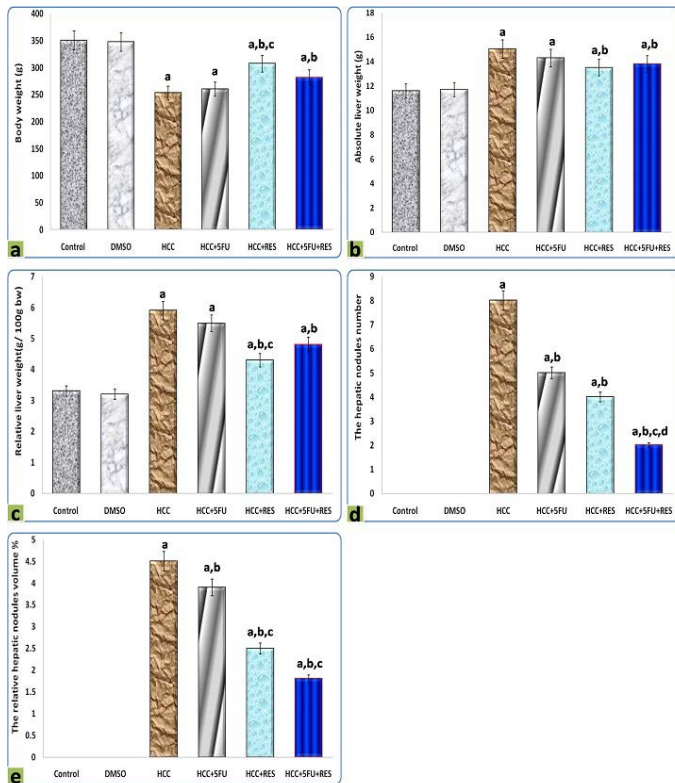 Body weight (g)
400
350
300
250
200
150
100
50
0
a
a
a,b,c
a,b
Control DMSO HCC HCC+5FU HCC+RES HCC+5FU+RES
a
Absolute liver weight (g)
18
16
14
12
10
8
6
4
2
0
a
a
a,b
a,b
Control DMSO HCC HCC+5FU HCC+RES HCC+5FU+RES
b
Relative liver weight(g/ 100g bw)
7
6
5
4
3
2
1
0
a
a
a,b,c
a,b
Control DMSO HCC HCC+5FU HCC+RES HCC+5FU+RES
c
The hepatic nodules number
9
8
7
6
5
4
3
2
1
0
a
a,b
a,b
a,b,c,d
Control DMSO HCC HCC+5FU HCC+RES HCC+5FU+RES
d
The relative hepatic nodules volume %
5
4.5
4
3.5
3
2.5
2
1.5
1
0.5
0
a
a,b
a,b,c
a,b,c
Control DMSO HCC HCC+5FU HCC+RES HCC+5FU+RES
e